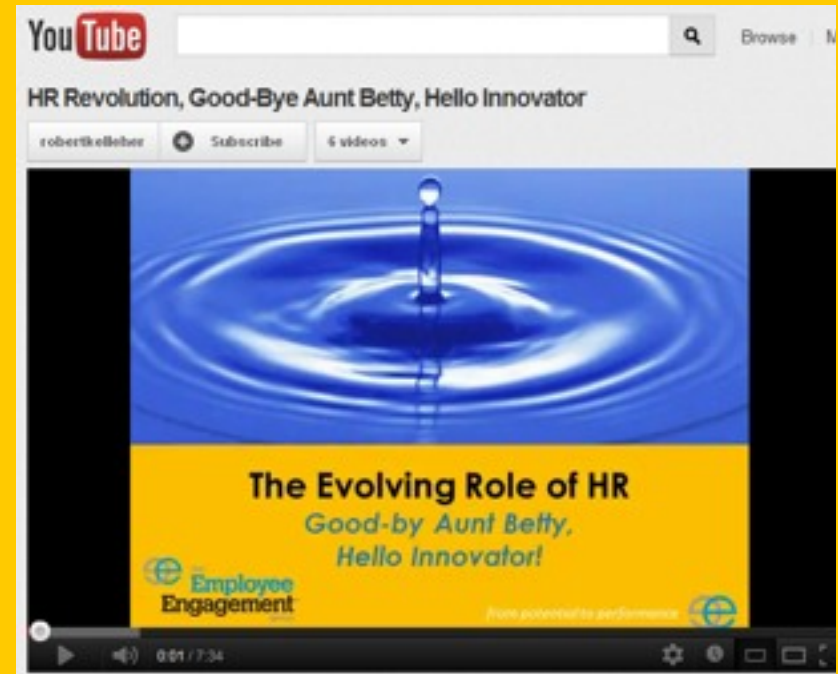 You Tube
Browse
HR Revolution, Good-Bye Aunt Betty, Hello Innovator
robertkelleher
Subscribe
6 videos
The Evolving Role of HR
Good-by Aunt Betty,
Hello Innovator!
Employee
Engagement
from potential to performance
0:01 / 7:34